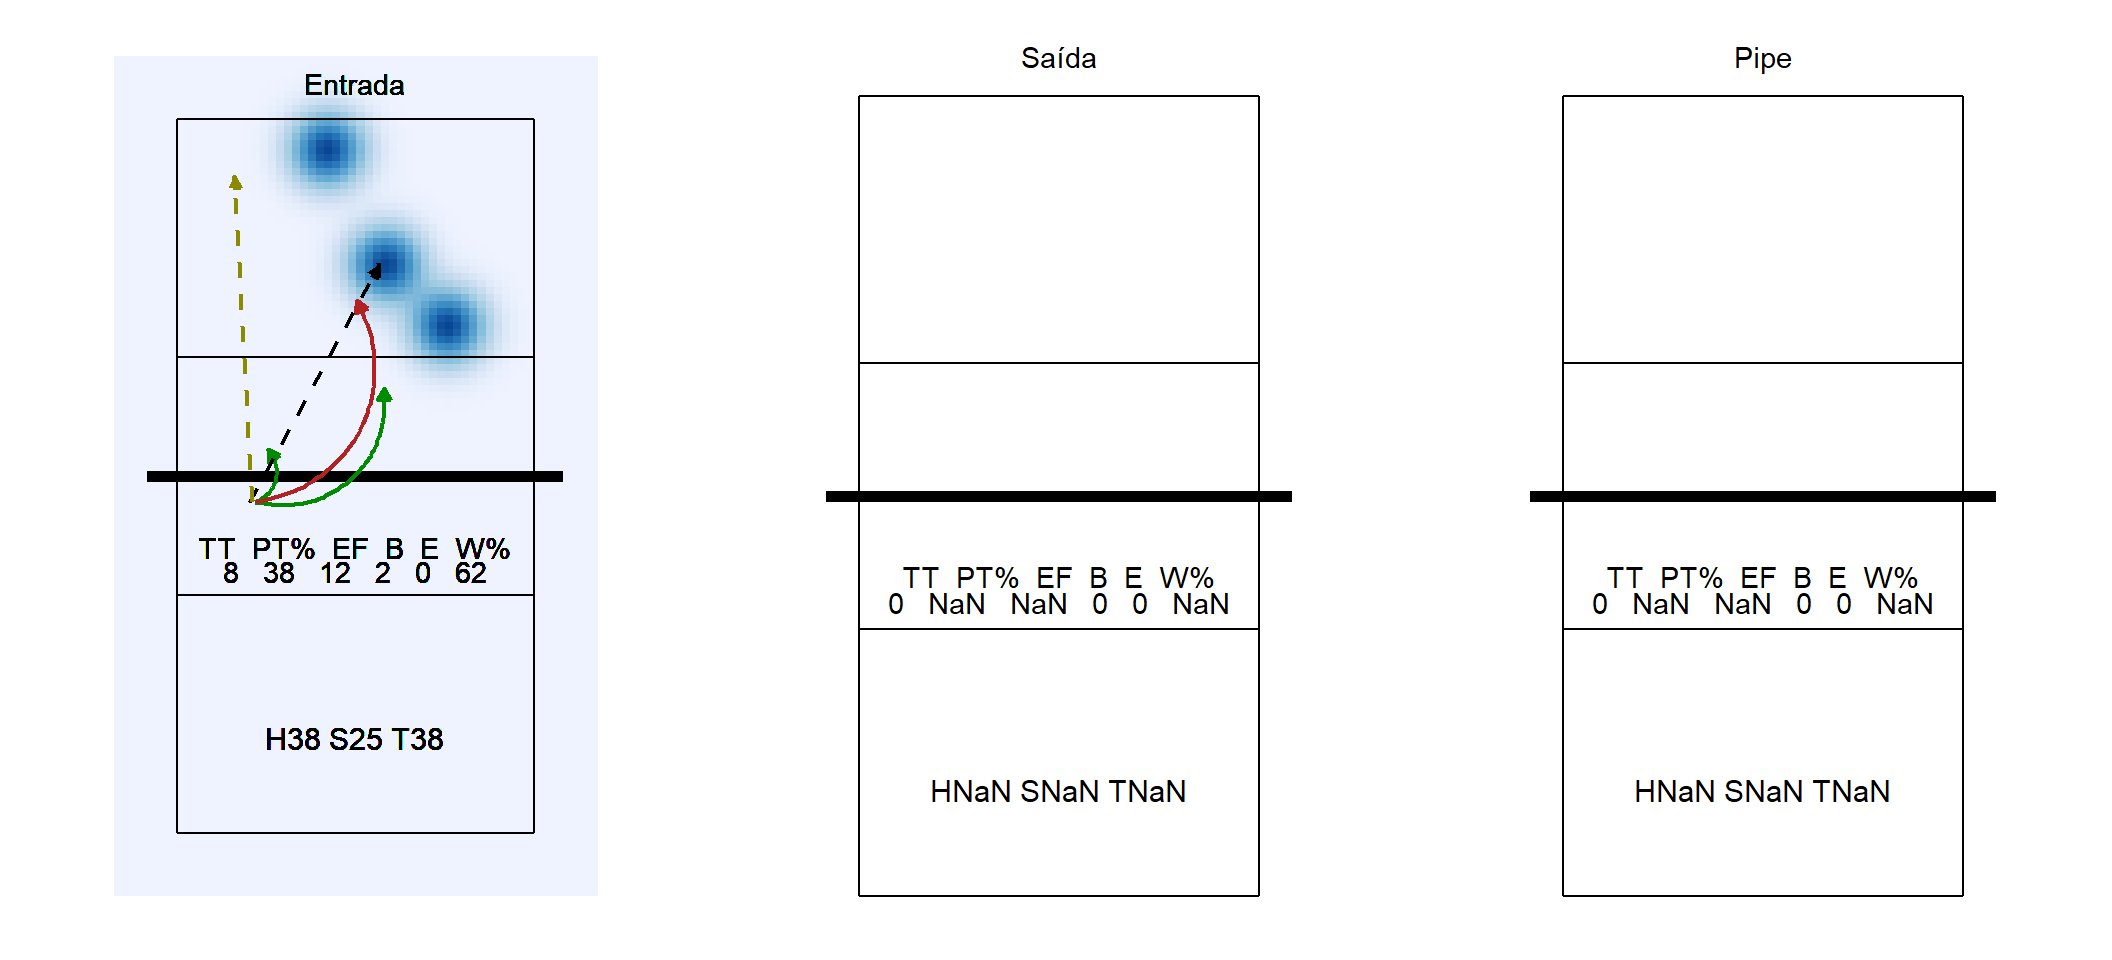 Entrada
TT PT% EF B E W%
8 38 12 2 0 62
H38 S25 T38
Saída
TT PT% EF B E W%
0 NaN NaN 0 0 NaN
HNaN SNaN TNaN
Pipe
TT PT% EF B E W%
0 NaN NaN 0 0 NaN
HNaN SNaN TNaN